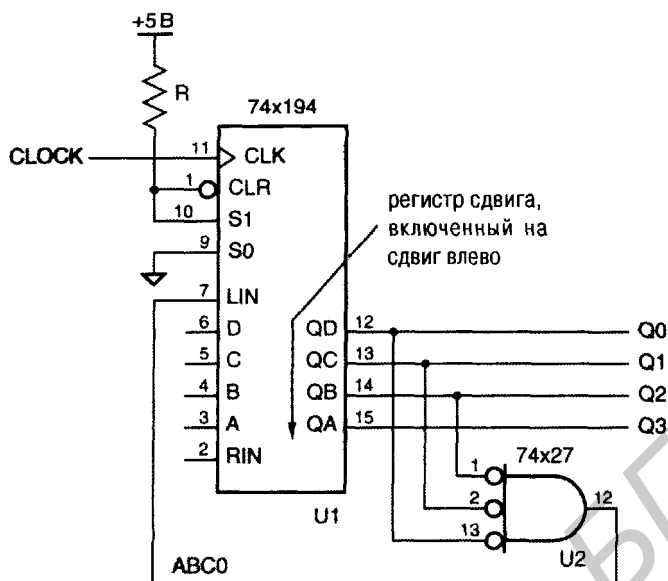 +5В
R
74x194
CLOCK
11
CLK
1
CLR
10
S1
9
S0
7
LIN
6
D
QD
12
Q0
5
C
QC
13
Q1
4
B
QB
14
Q2
3
A
QA
15
Q3
2
RIN
регистр сдвига,
включенный на
сдвиг влево
74x27
1
2
13
12
U1
U2
ABC0